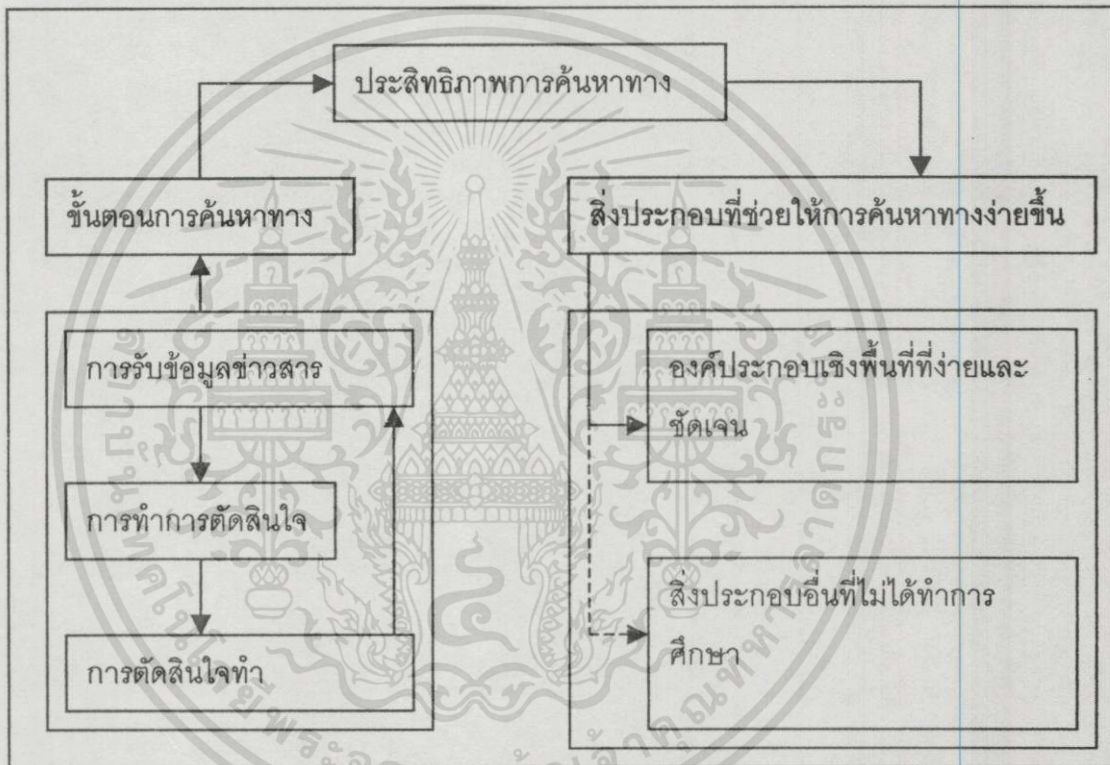 ประสิทธิภาพการค้นหาทาง
ขั้นตอนการค้นหาทาง
สิ่งประกอบที่ช่วยให้การค้นหาทางง่ายขึ้น
การรับข้อมูลข่าวสาร
การทำการตัดสินใจ
การตัดสินใจทำ
องค์ประกอบเชิงพื้นที่ที่ง่ายและ
ชัดเจน
สิ่งประกอบอื่นที่ไม่ได้ทำการ
ศึกษา